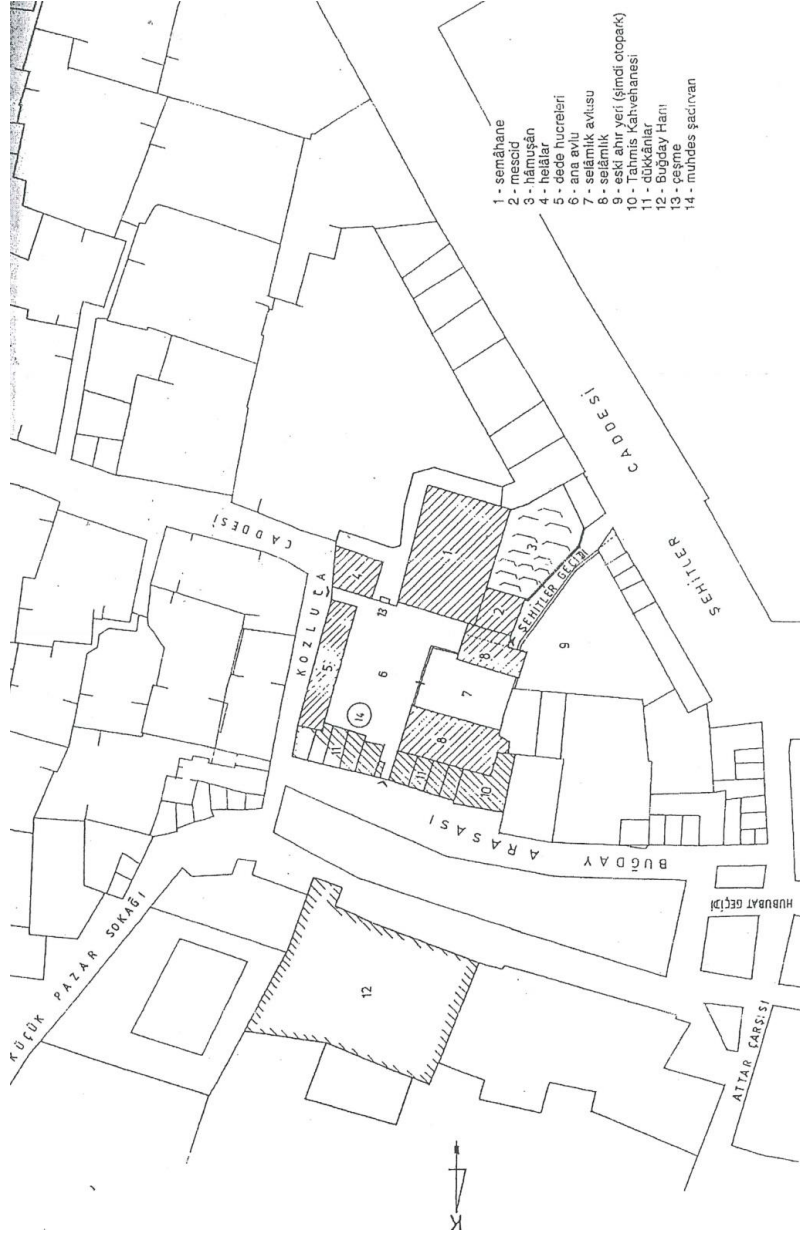 1 - semâhane
2 - mescid
3 - hâmuşân
4 - helâlar
5 - dede hucreleri
6 - ana avlu
7 - selâmlık avlusu
8 - selâmlık
9 - eski ahır yeri (şimdi otopark)
10 - Tahmis Kahvehanesi
11 - dükkânlar
12 - Buğday Hanı
13 - çeşme
14 - muhdes şadırvan
KOZLUCA CADDESİ
ŞEHİTLER CADDESİ
ŞEHİTLER GEÇİDİ
BUĞDAY ARASASI
KÜÇÜK PAZAR SOKAĞI
HUBUBAT GEÇİDİ
ATTAR ÇARŞISI
1
2
3
4
5
6
7
8
8
9
10
11
11
12
13
14
K